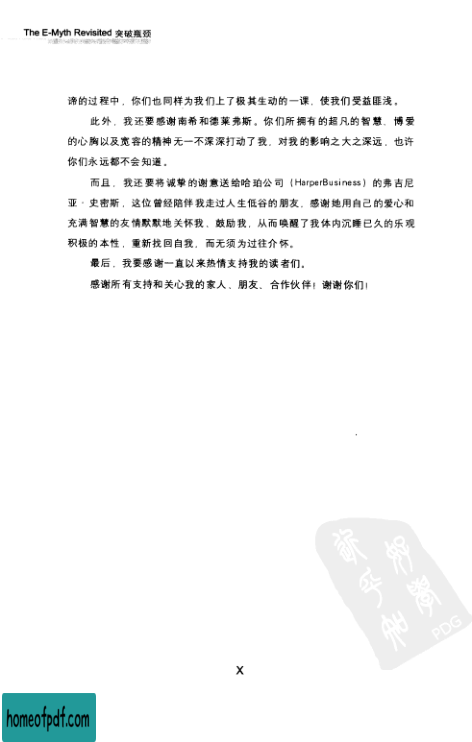 The E-Myth Revisited 突破瓶颈
谛的过程中，你们也同样为我们上了极其生动的一课，使我们受益匪浅。
此外，我还要感谢南希和德莱弗斯。你们所拥有的超凡的智慧、博爱
的心胸以及宽容的精神无一不深深打动了我，对我的影响之大之深远，也许
你们永远都不会知道。
而且，我还要将诚挚的谢意送给哈珀公司（HarperBusiness）的弗吉尼
亚·史密斯，这位曾经陪伴我走过人生低谷的朋友，感谢她用自己的爱心和
充满智慧的友情默默地关怀我、鼓励我，从而唤醒了我体内沉睡已久的乐观
积极的本性，重新找回自我，而无须为过往介怀。
最后，我要感谢一直以来热情支持我的读者们。
感谢所有支持和关心我的家人、朋友、合作伙伴！谢谢你们！
PDG
X
homeofpdf.com